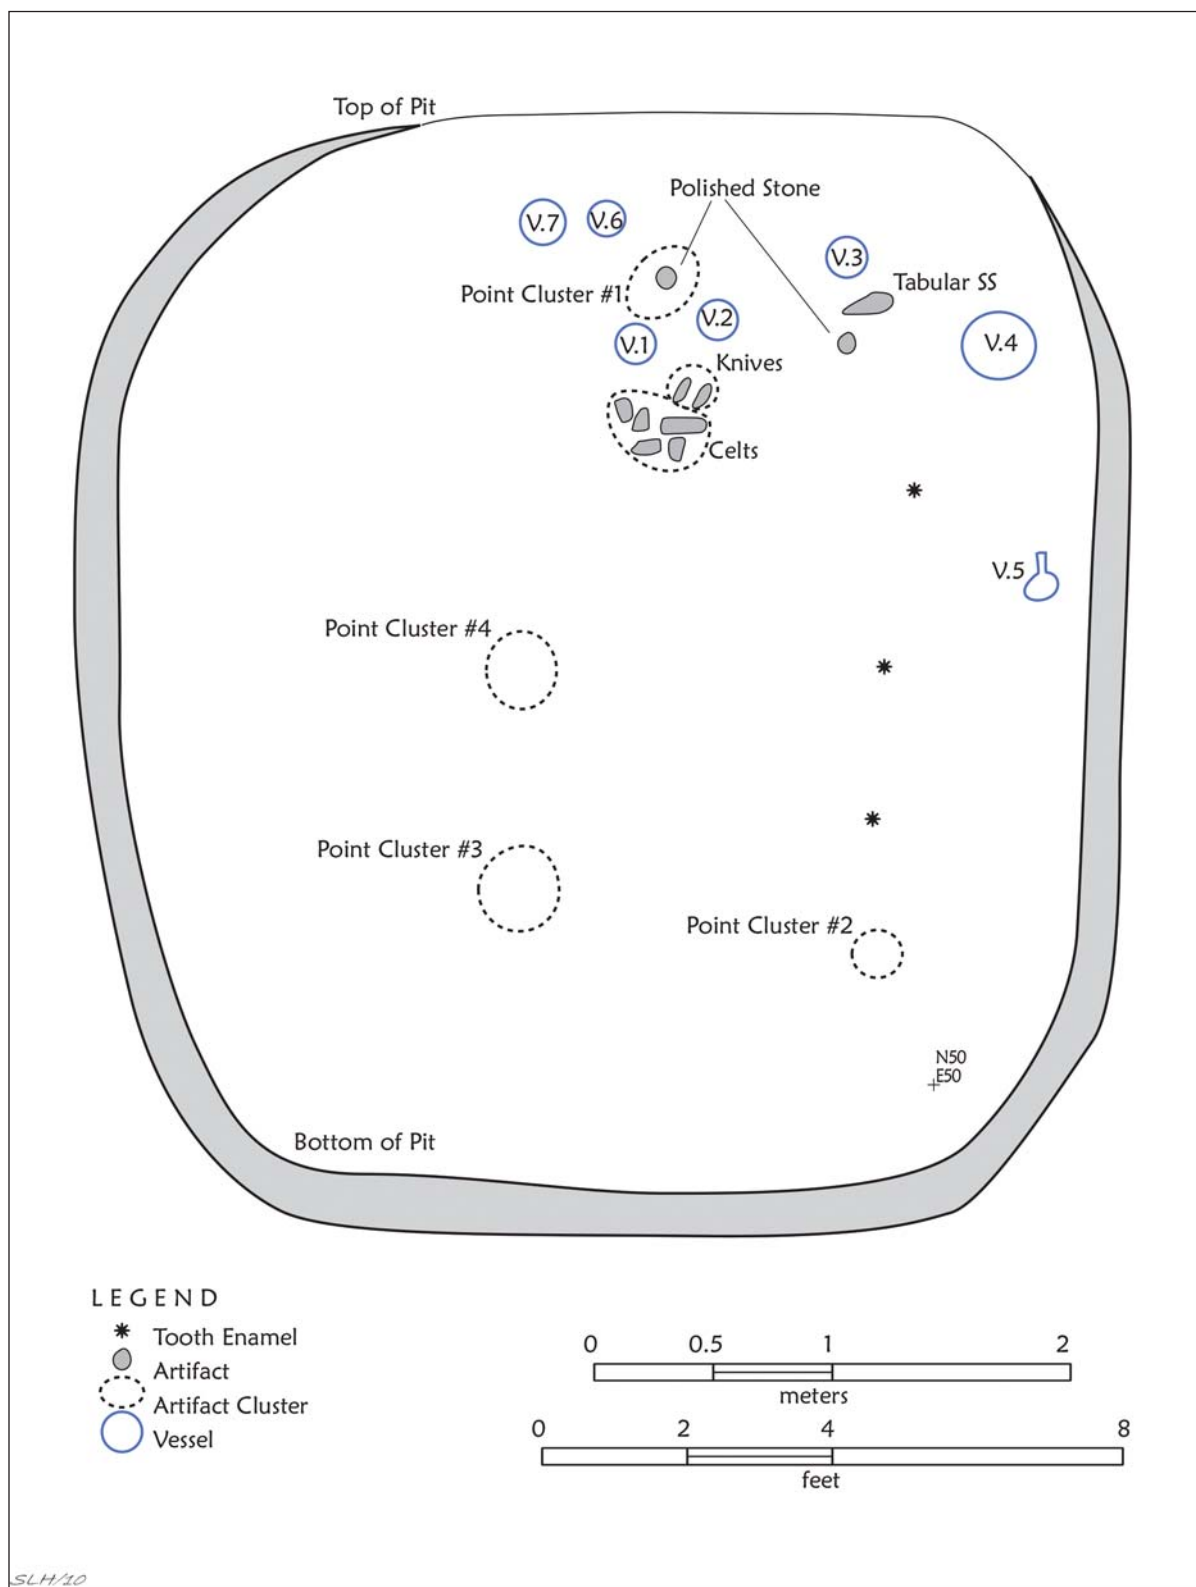 Top of Pit
Polished Stone
V.7
V.6
V.3
Tabular SS
Point Cluster #1
V.2
V.1
V.4
Knives
Celts
V.5
Point Cluster #4
Point Cluster #3
Point Cluster #2
N50
E50
Bottom of Pit
LEGEND
Tooth Enamel
Artifact
Artifact Cluster
Vessel
0 0.5 1 2
meters
0 2 4 8
feet
SLH/10